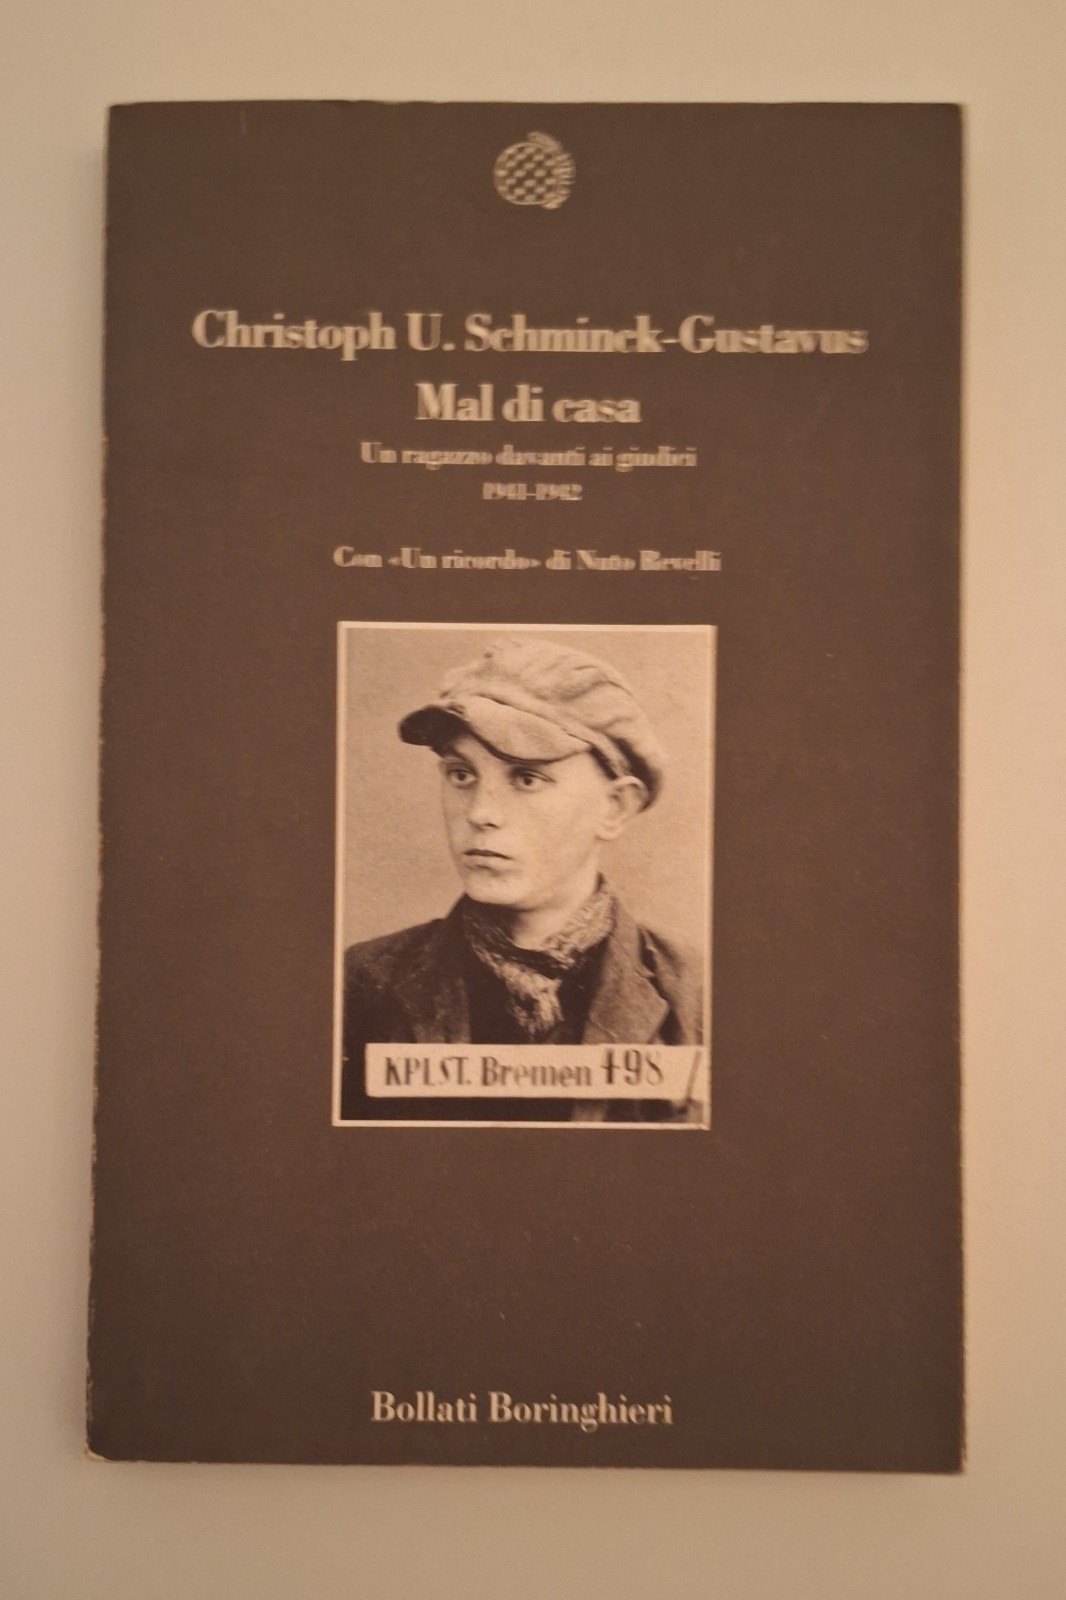 Christoph U. Schminck-Gustavus
Mal di casa
Un ragazzo davanti ai giudici
1941-1942
Con «Un ricordo» di Nuto Revelli
KPLST. Bremen 498
Bollati Boringhieri